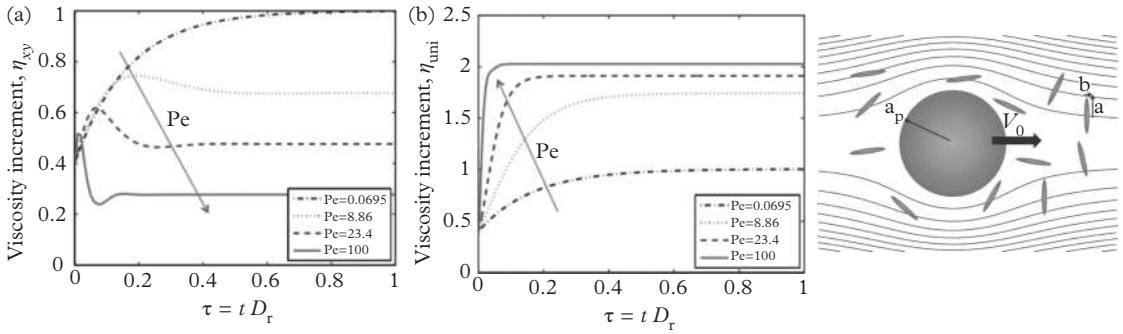 (a)
Viscosity increment, η_xy
1
0.8
0.6
0.4
0.2
0
0 0.2 0.4 0.6 0.8 1
τ = t D_r
Pe
Pe=0.0695
Pe=8.86
Pe=23.4
Pe=100
(b)
Viscosity increment, η_uni
2.5
2
1.5
1
0.5
0
0 0.2 0.4 0.6 0.8 1
τ = t D_r
Pe
Pe=0.0695
Pe=8.86
Pe=23.4
Pe=100
a_p
V_0
b
a